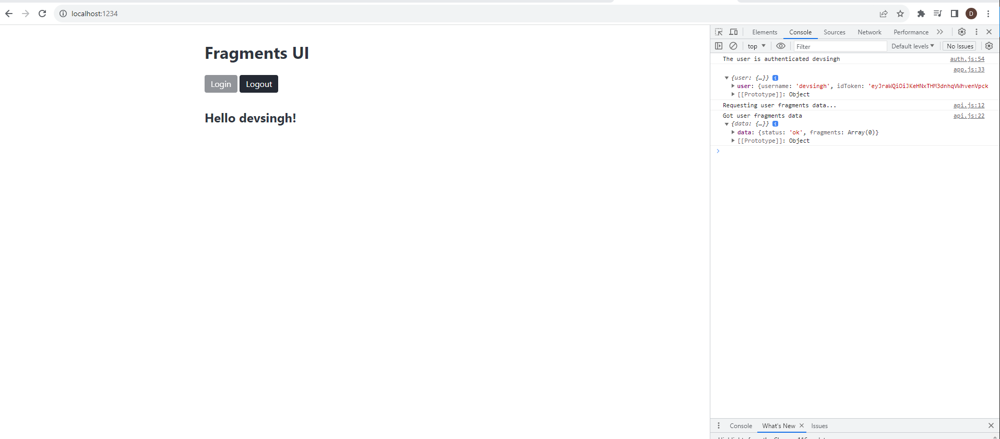 localhost:1234
D
Fragments UI
Login Logout
Hello devsingh!
Elements Console Sources Network Performance
top Filter Default levels No Issues
The user is authenticated devsingh auth.js:54
app.js:33
{user: {…}} i
user: {username: 'devsingh', idToken: 'eyJraWQiOiJKeHNxTHM3dnhqVWhvenVpck
[[Prototype]]: Object
Requesting user fragments data... api.js:12
Got user fragments data api.js:22
{data: {…}} i
data: {status: 'ok', fragments: Array(0)}
[[Prototype]]: Object
Console What's New Issues